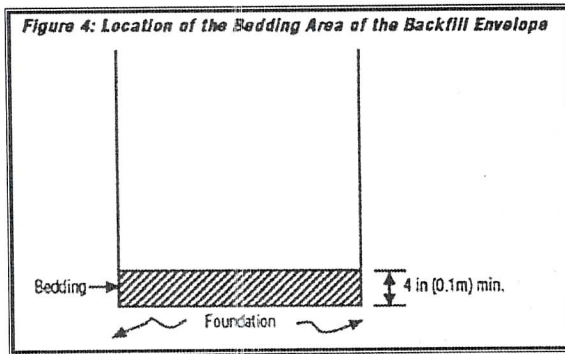 Figure 4: Location of the Bedding Area of the Backfill Envelope
Bedding
4 in (0.1m) min.
Foundation